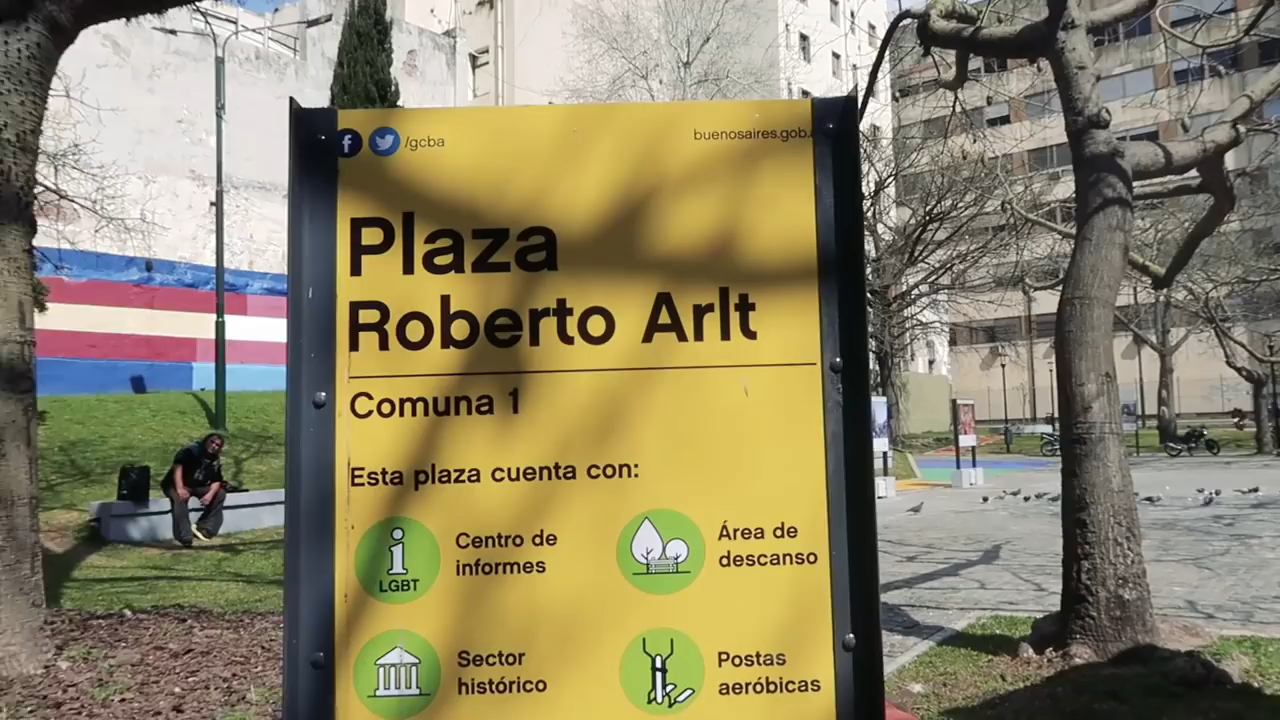 f /gcba
buenosaires.gob.
Plaza
Roberto Arlt
Comuna 1
Esta plaza cuenta con:
i
LGBT
Centro de
informes
Área de
descanso
Sector
histórico
Postas
aeróbicas